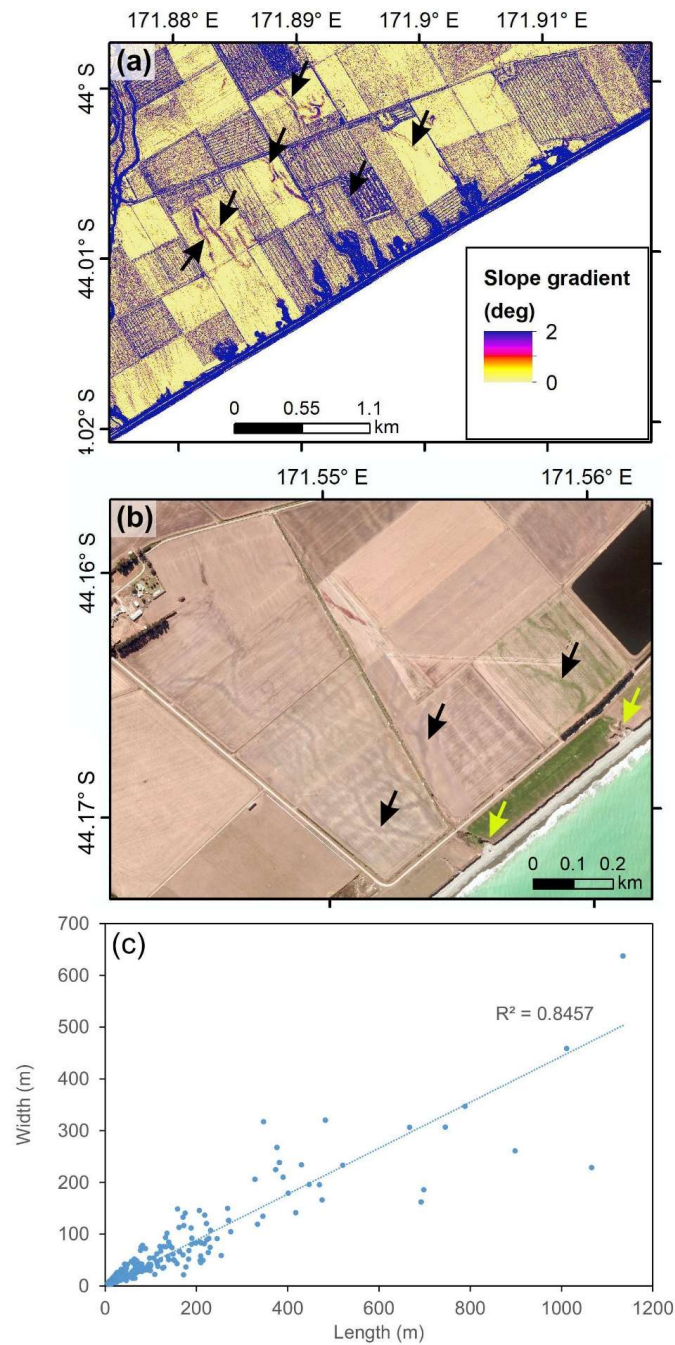 171.88° E 171.89° E 171.9° E 171.91° E
(a)
44° S
44.01° S
4.02° S
Slope gradient
(deg)
2
0
0 0.55 1.1
km
171.55° E 171.56° E
(b)
44.16° S
44.17° S
0 0.1 0.2
km
(c)
700
600
500
400
300
200
100
0
Width (m)
R² = 0.8457
0 200 400 600 800 1000 1200
Length (m)